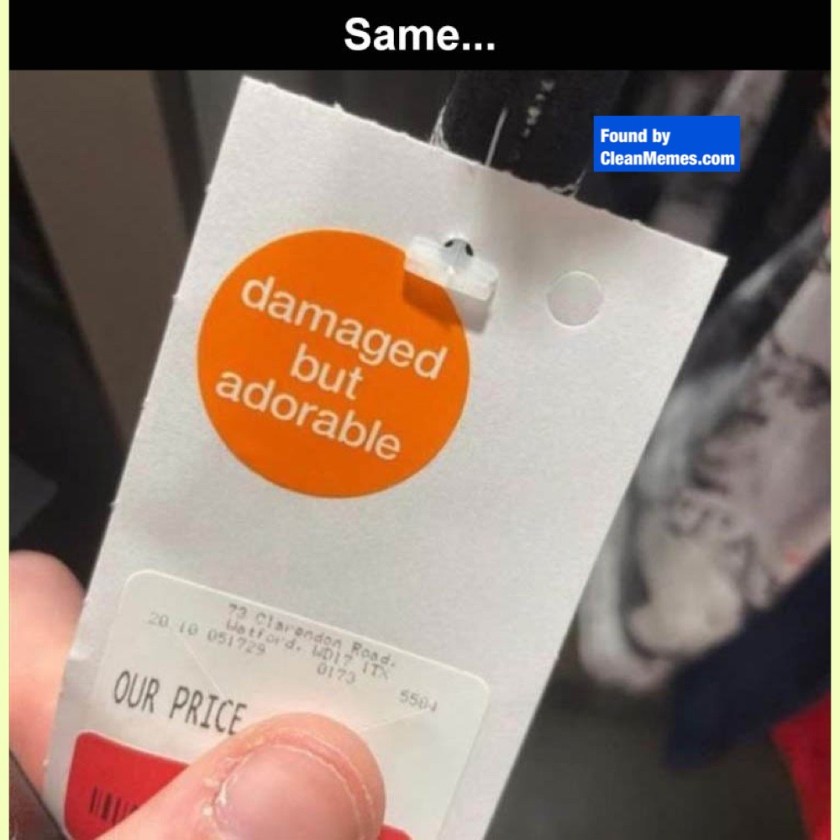 Same...
Found by
CleanMemes.com
damaged
but
adorable
73 Clarendon Road,
Watford, WD17 1TX
20 10 051729 0173 5504
OUR PRICE